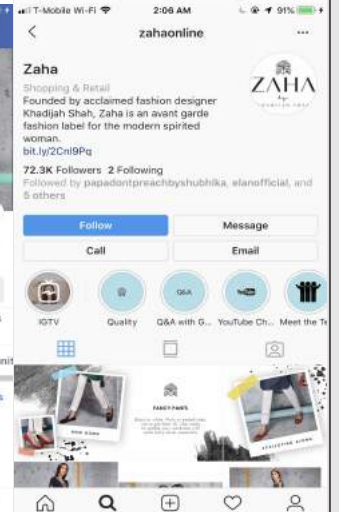 T-Mobile Wi-Fi 2:06 AM 91%
zahaonline
Zaha
Shopping & Retail
Founded by acclaimed fashion designer
Khadijah Shah, Zaha is an avant garde
fashion label for the modern spirited
woman.
bit.ly/2Cnl9Pq
72.3K Followers 2 Following
Followed by papadontpreachbyshubhika, elanofficial, and
5 others
ZAHA
by
Follow Message
Call Email
Q&A
YouTube
IGTV Quality Q&A with G... YouTube Ch... Meet the Te
FANCY PANTS